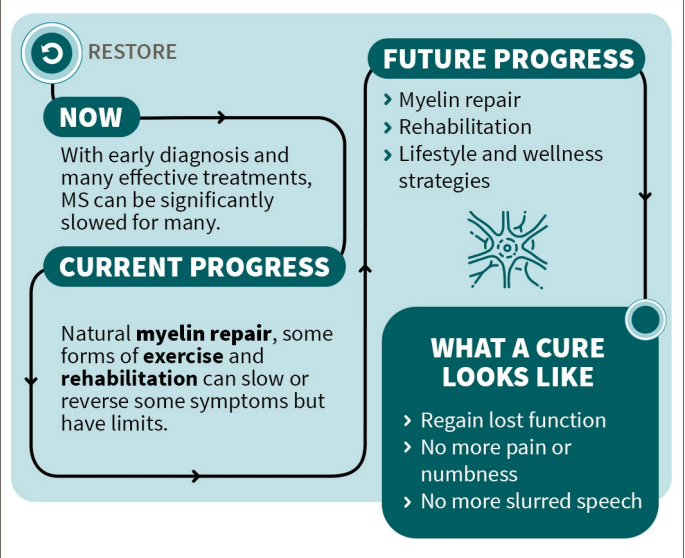 RESTORE
NOW
With early diagnosis and
many effective treatments,
MS can be significantly
slowed for many.
CURRENT PROGRESS
Natural myelin repair, some
forms of exercise and
rehabilitation can slow or
reverse some symptoms but
have limits.
FUTURE PROGRESS
Myelin repair
Rehabilitation
Lifestyle and wellness
strategies
WHAT A CURE
LOOKS LIKE
Regain lost function
No more pain or
numbness
No more slurred speech